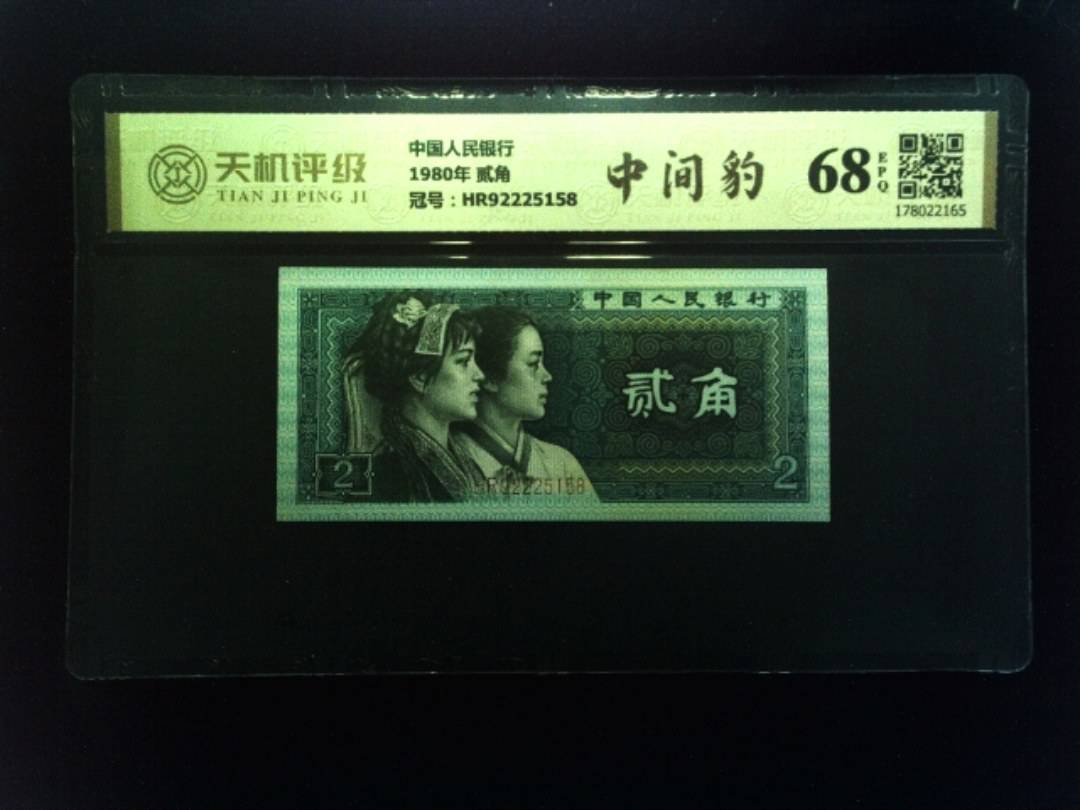 天机评级
TIAN JI PING JI
中国人民银行
1980年 贰角
冠号：HR92225158
中间豹
68
EPQ
178022165
中国人民银行
贰角
2
2
HR92225158